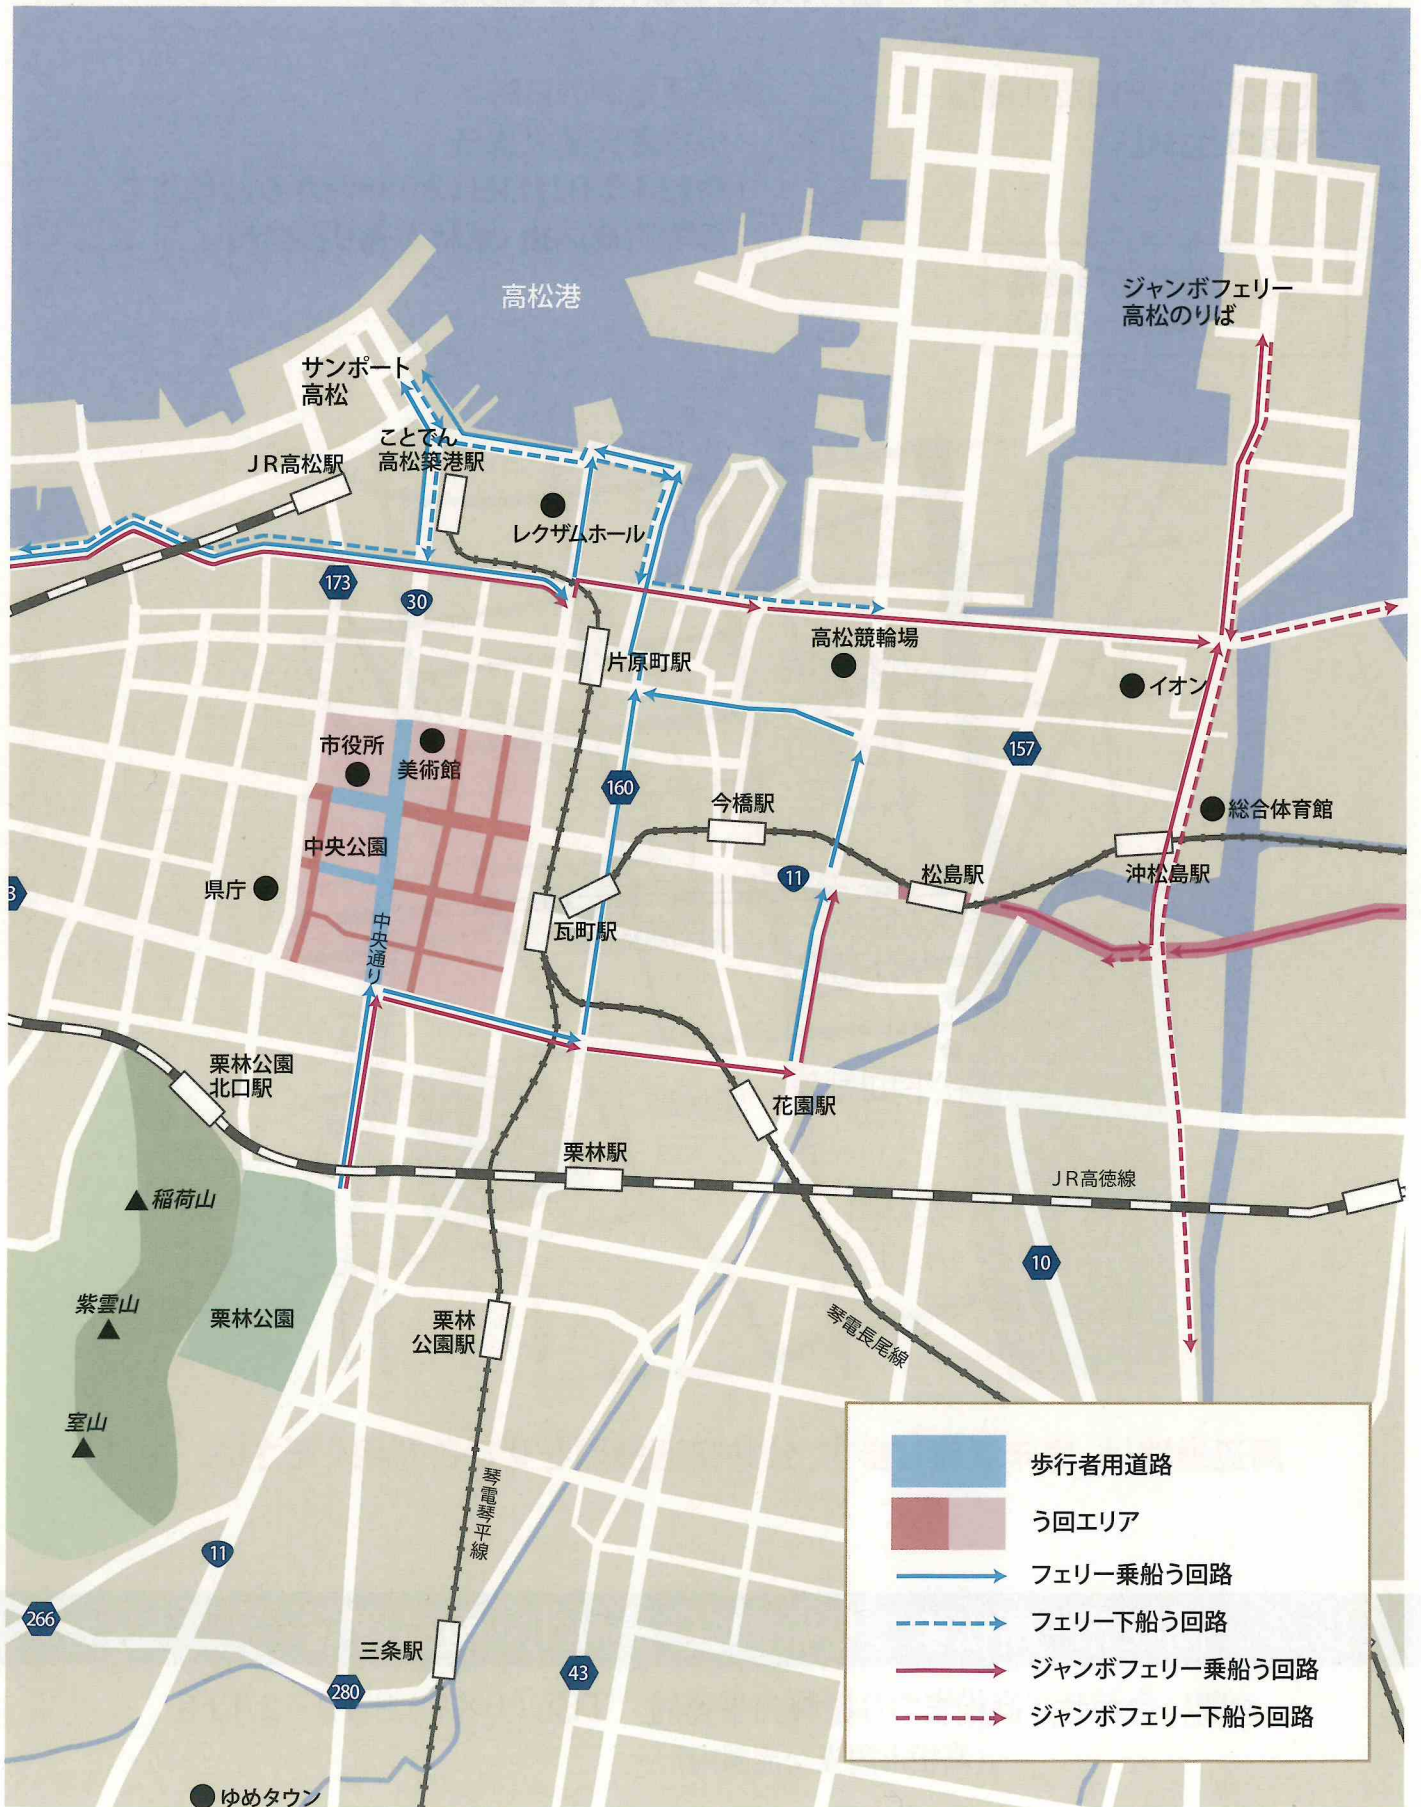 高松港
ジャンボフェリー
高松のりば
サンポート
高松
ことでん
高松築港駅
JR高松駅
レクザムホール
173
30
片原町駅
高松競輪場
イオン
市役所
美術館
157
160
今橋駅
総合体育館
中央公園
11
松島駅
沖松島駅
県庁
中央通り
瓦町駅
栗林公園
北口駅
花園駅
栗林駅
JR高徳線
稲荷山
10
紫雲山
栗林公園
栗林
公園駅
琴電長尾線
室山
琴電琴平線
歩行者用道路
う回エリア
11
フェリー乗船う回路
266
フェリー下船う回路
三条駅
43
ジャンボフェリー乗船う回路
280
ジャンボフェリー下船う回路
ゆめタウン